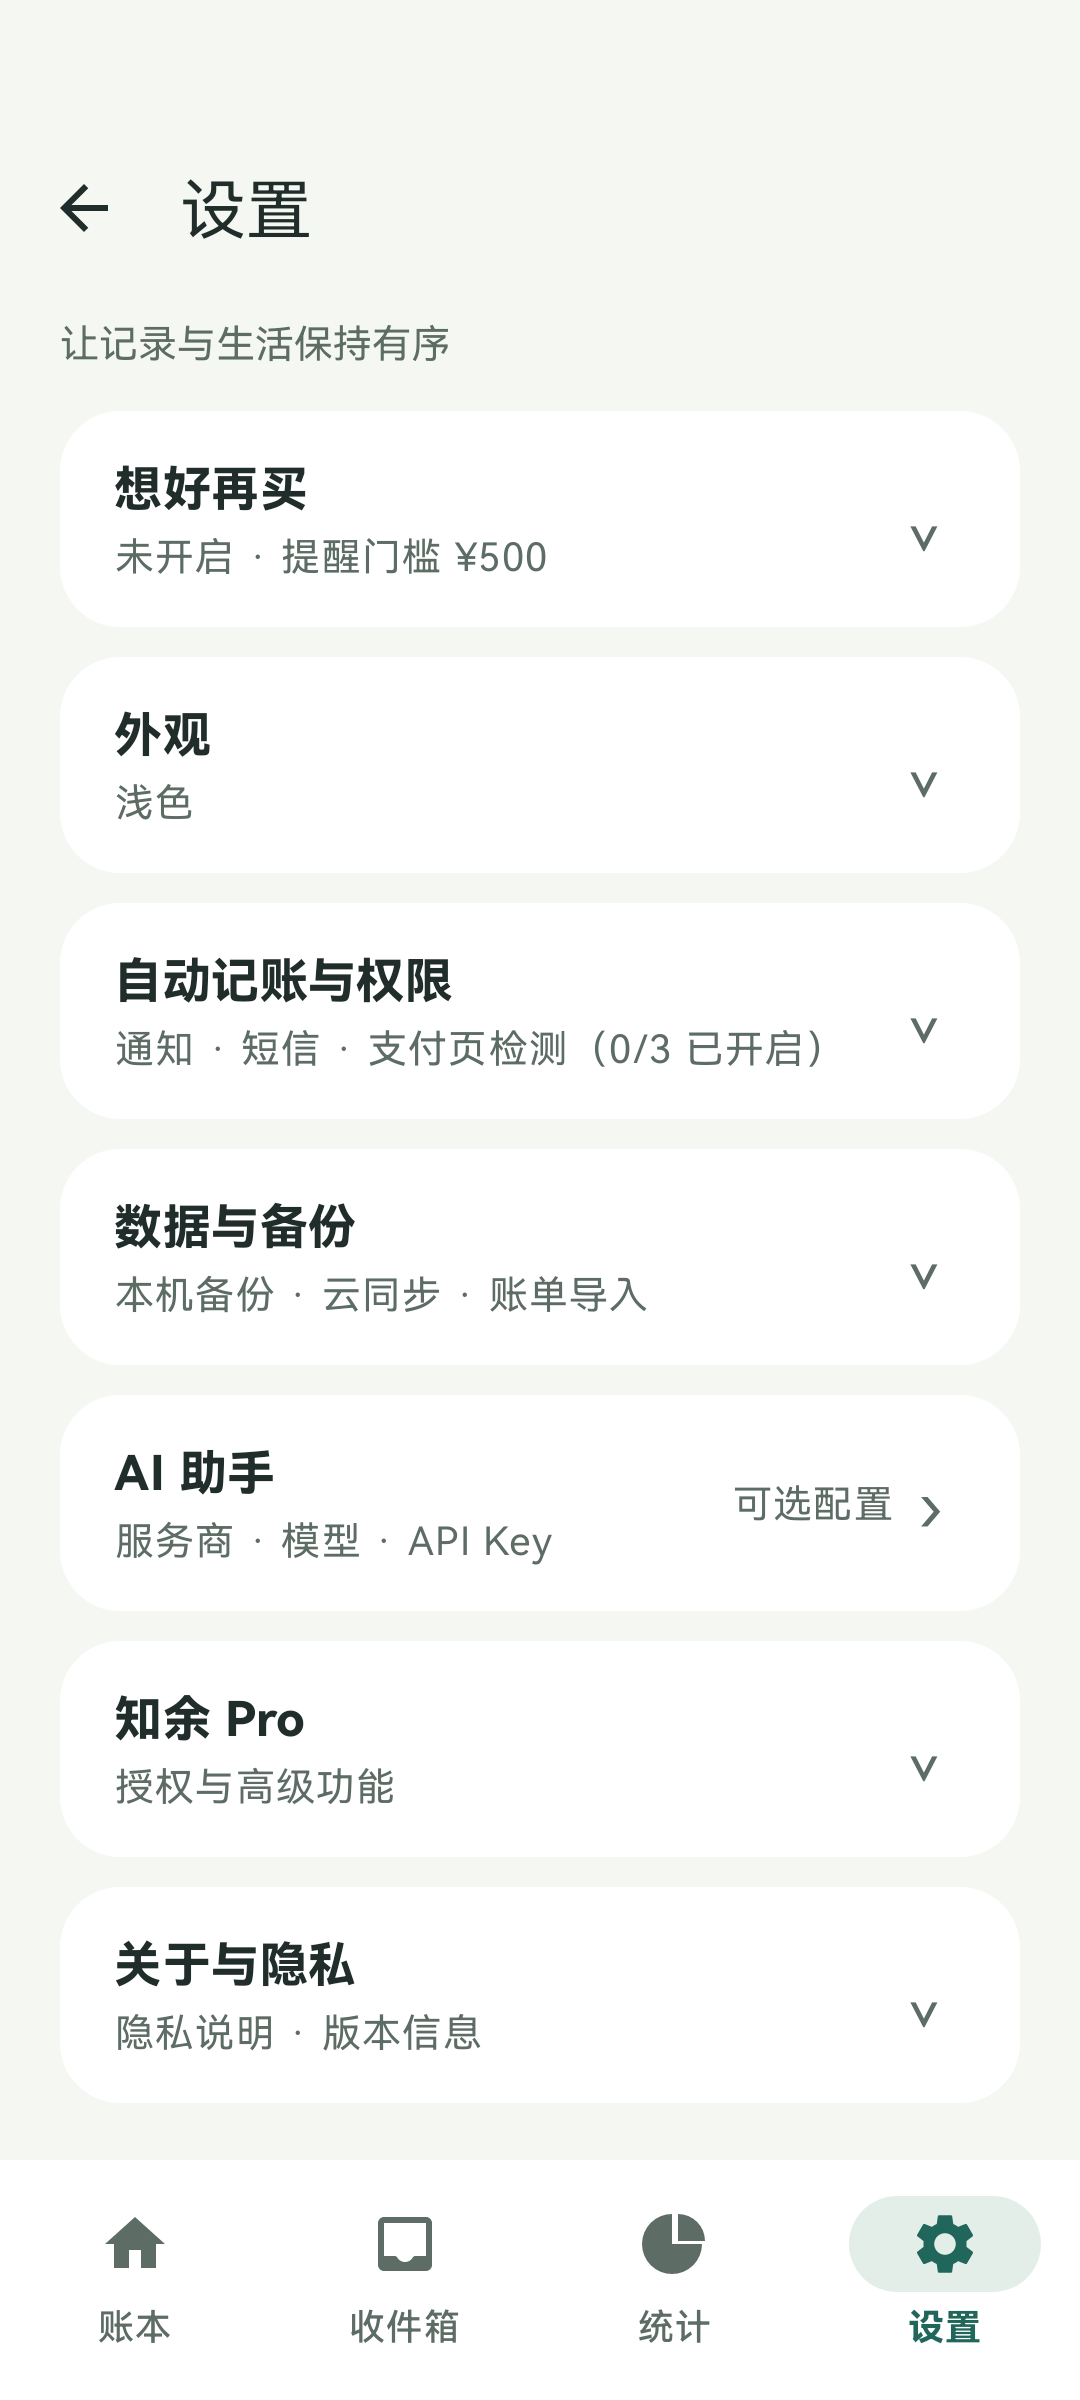 设置
让记录与生活保持有序
想好再买
未开启 · 提醒门槛 ¥500
外观
浅色
自动记账与权限
通知 · 短信 · 支付页检测（0/3 已开启）
数据与备份
本机备份 · 云同步 · 账单导入
AI 助手
可选配置
服务商 · 模型 · API Key
知余 Pro
授权与高级功能
关于与隐私
隐私说明 · 版本信息
账本 收件箱 统计 设置